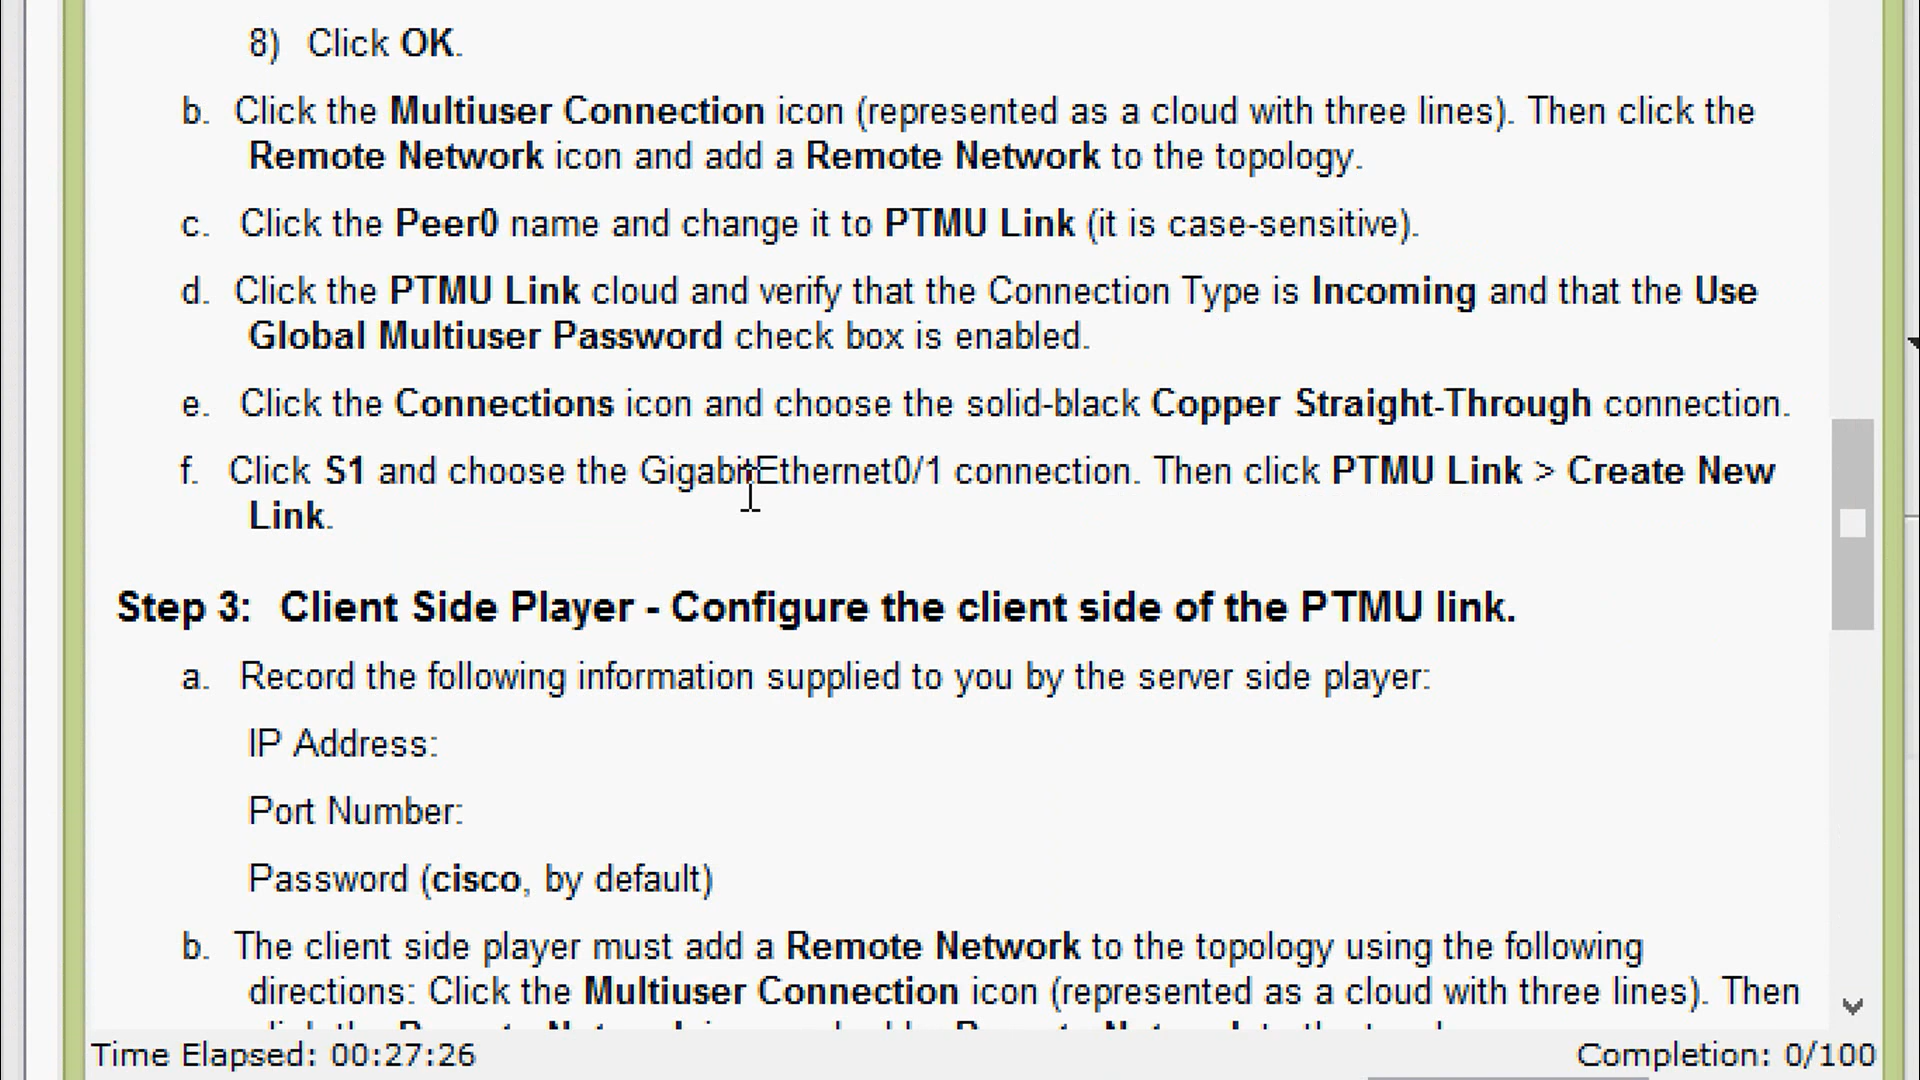 8) Click OK.
b. Click the Multiuser Connection icon (represented as a cloud with three lines). Then click the
Remote Network icon and add a Remote Network to the topology.
c. Click the Peer0 name and change it to PTMU Link (it is case-sensitive).
d. Click the PTMU Link cloud and verify that the Connection Type is Incoming and that the Use
Global Multiuser Password check box is enabled.
e. Click the Connections icon and choose the solid-black Copper Straight-Through connection.
f. Click S1 and choose the GigabitEthernet0/1 connection. Then click PTMU Link > Create New
Link.
Step 3: Client Side Player - Configure the client side of the PTMU link.
a. Record the following information supplied to you by the server side player:
IP Address:
Port Number:
Password (cisco, by default)
b. The client side player must add a Remote Network to the topology using the following
directions: Click the Multiuser Connection icon (represented as a cloud with three lines). Then
Time Elapsed: 00:27:26
Completion: 0/100